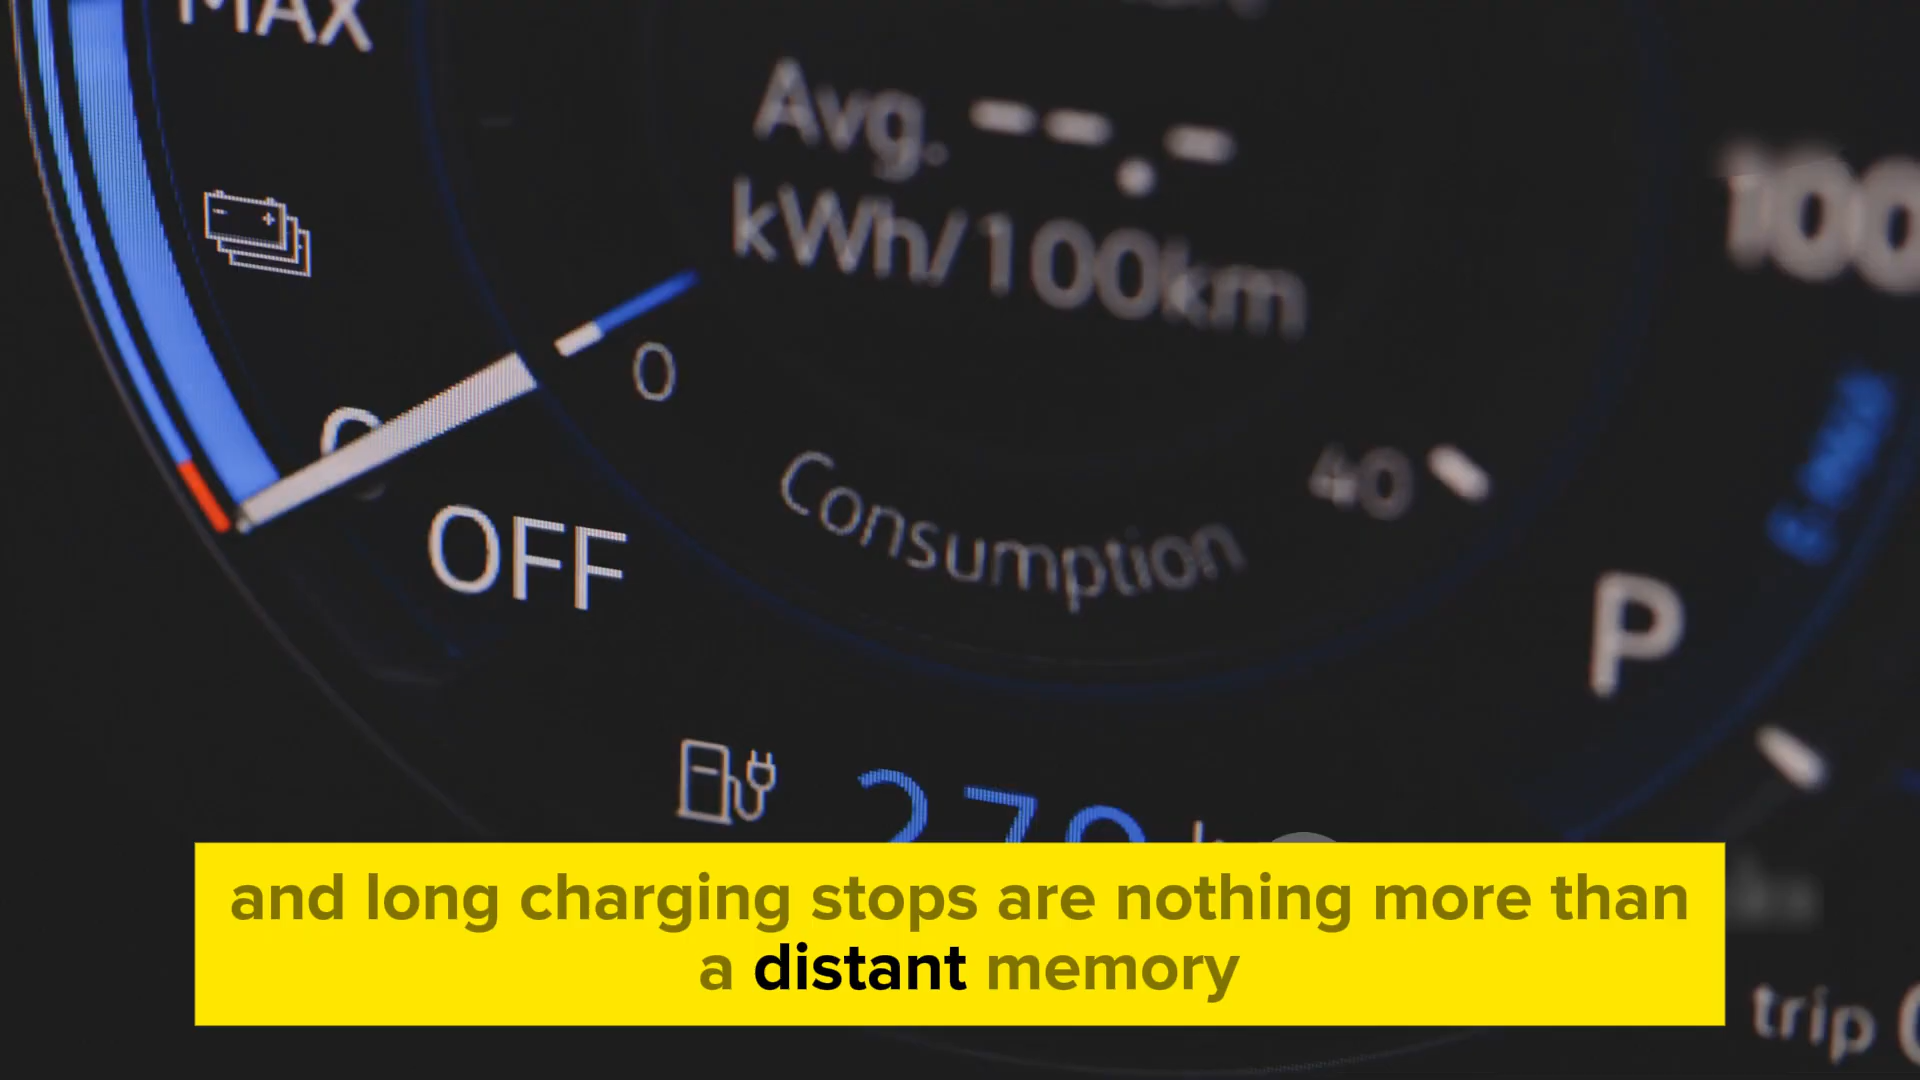 MAX
Avg. --.-
kWh/100km
100
0
40
OFF
Consumption
P
and long charging stops are nothing more than
a distant memory
trip